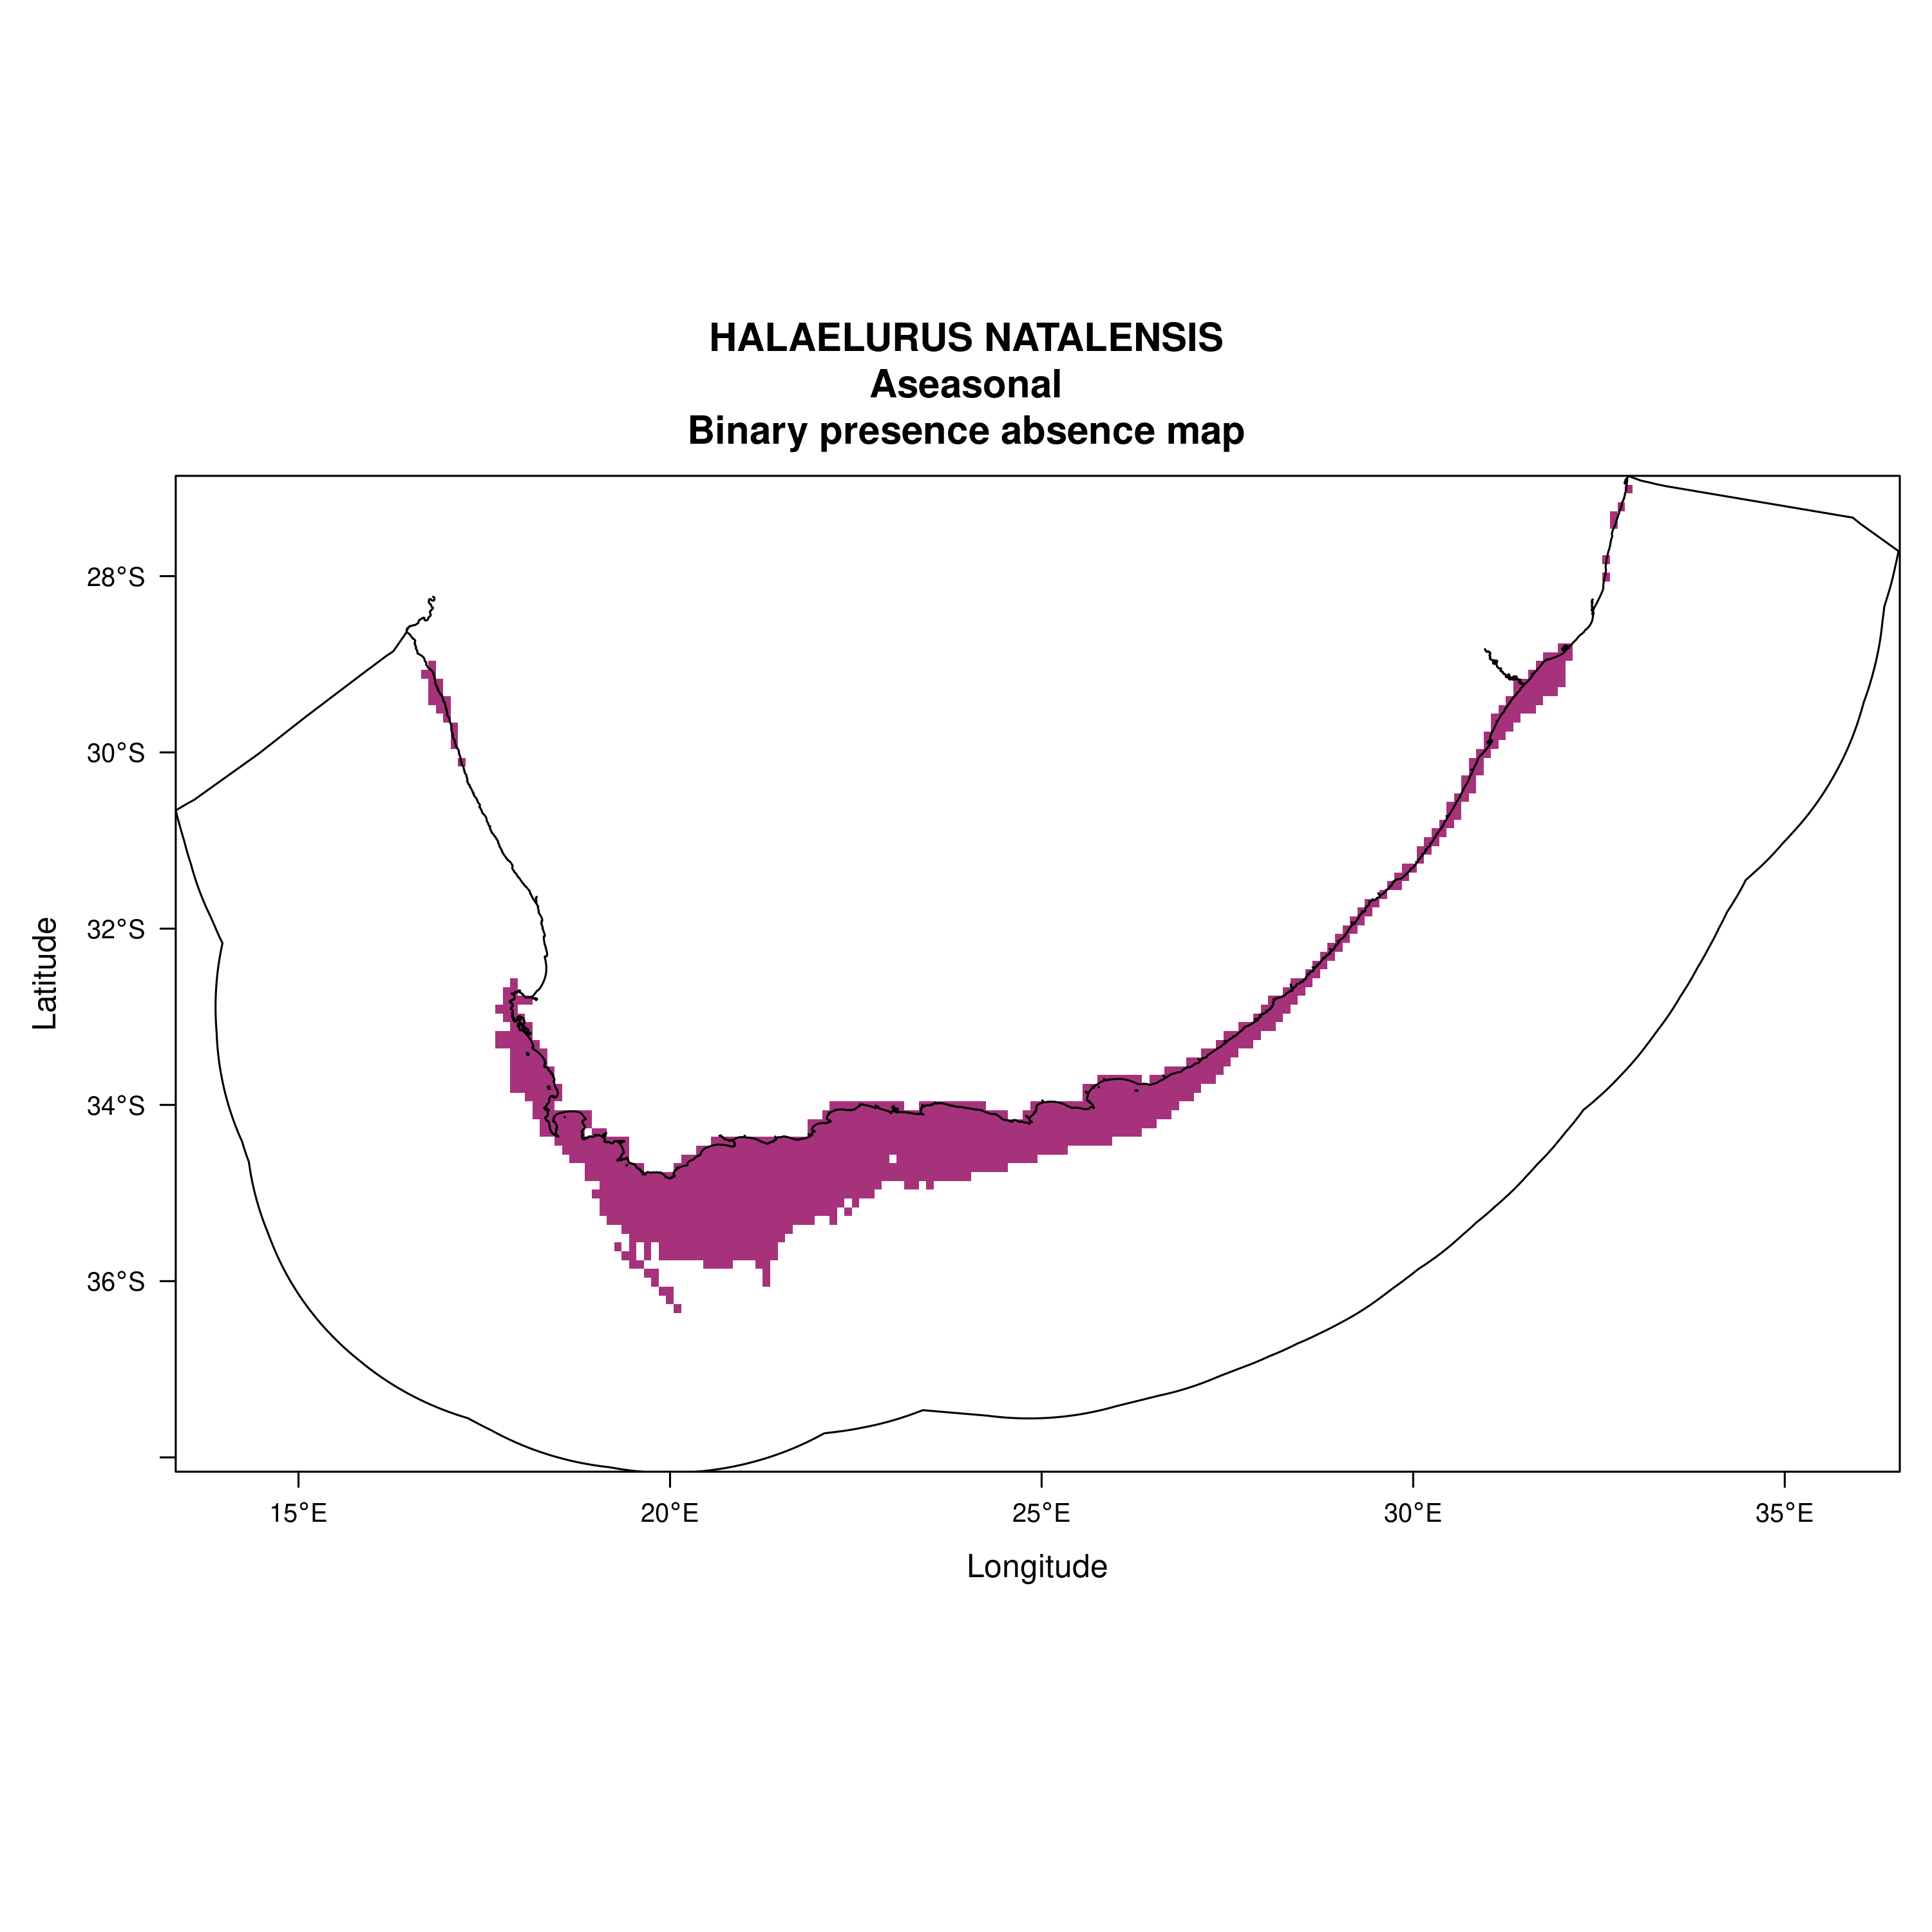 HALAELURUS NATALENSIS
Aseasonal
Binary presence absence map
28°S
30°S
32°S
34°S
36°S
Latitude
15°E 20°E 25°E 30°E 35°E
Longitude